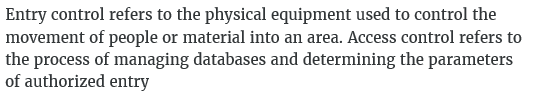 Entry control refers to the physical equipment used to control the
movement of people or material into an area. Access control refers to
the process of managing databases and determining the parameters
of authorized entry